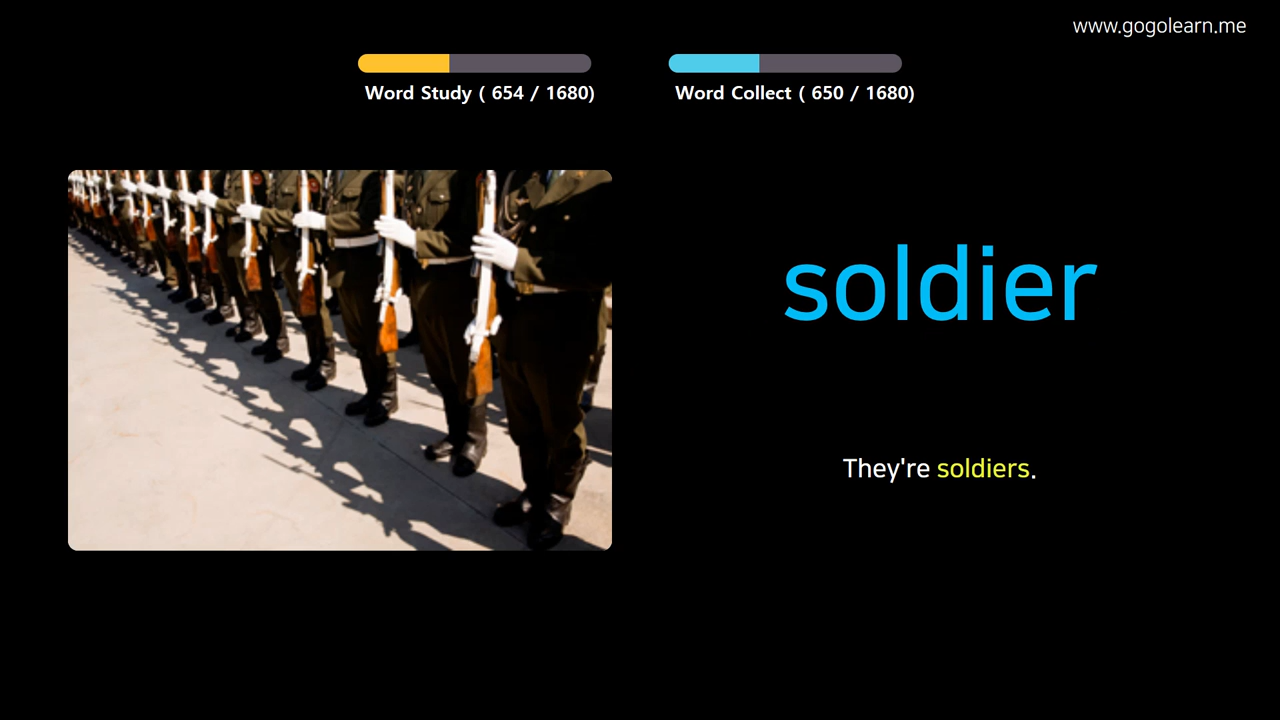 www.gogolearn.me
Word Study ( 654 / 1680)
Word Collect ( 650 / 1680)
soldier
They're soldiers.